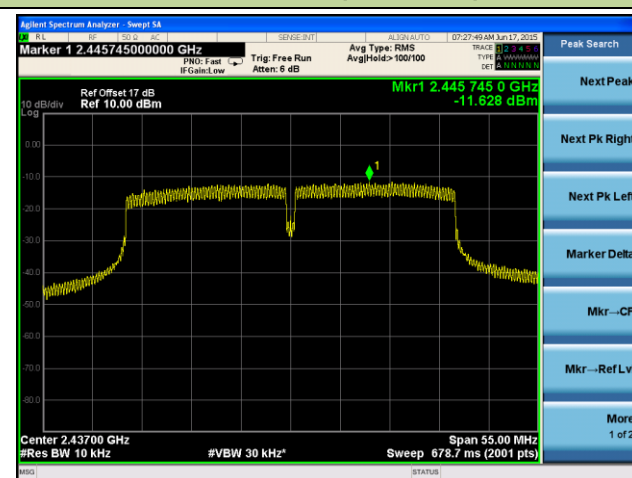 Agilent Spectrum Analyzer - Swept SA
RL RF 50 Ω AC SENSE:INT ALIGN AUTO 07:27:49 AM Jun 17, 2015
Marker 1 2.445745000000 GHz
PNO: Fast
IFGain:Low
Trig: Free Run
Atten: 6 dB
Avg Type: RMS
Avg|Hold:>100/100
TRACE 1 2 3 4 5 6
TYPE A WWWWW
DET A N N N N N
Peak Search
Mkr1 2.445 745 0 GHz
-11.628 dBm
Ref Offset 17 dB
10 dB/div Ref 10.00 dBm
Log
0.00
-10.0
-20.0
-30.0
-40.0
-50.0
-60.0
-70.0
-80.0
1
Center 2.43700 GHz Span 55.00 MHz
#Res BW 10 kHz #VBW 30 kHz* Sweep 678.7 ms (2001 pts)
MSG STATUS
Next Peak
Next Pk Right
Next Pk Left
Marker Delta
Mkr→CF
Mkr→Ref Lv
More
1 of 2